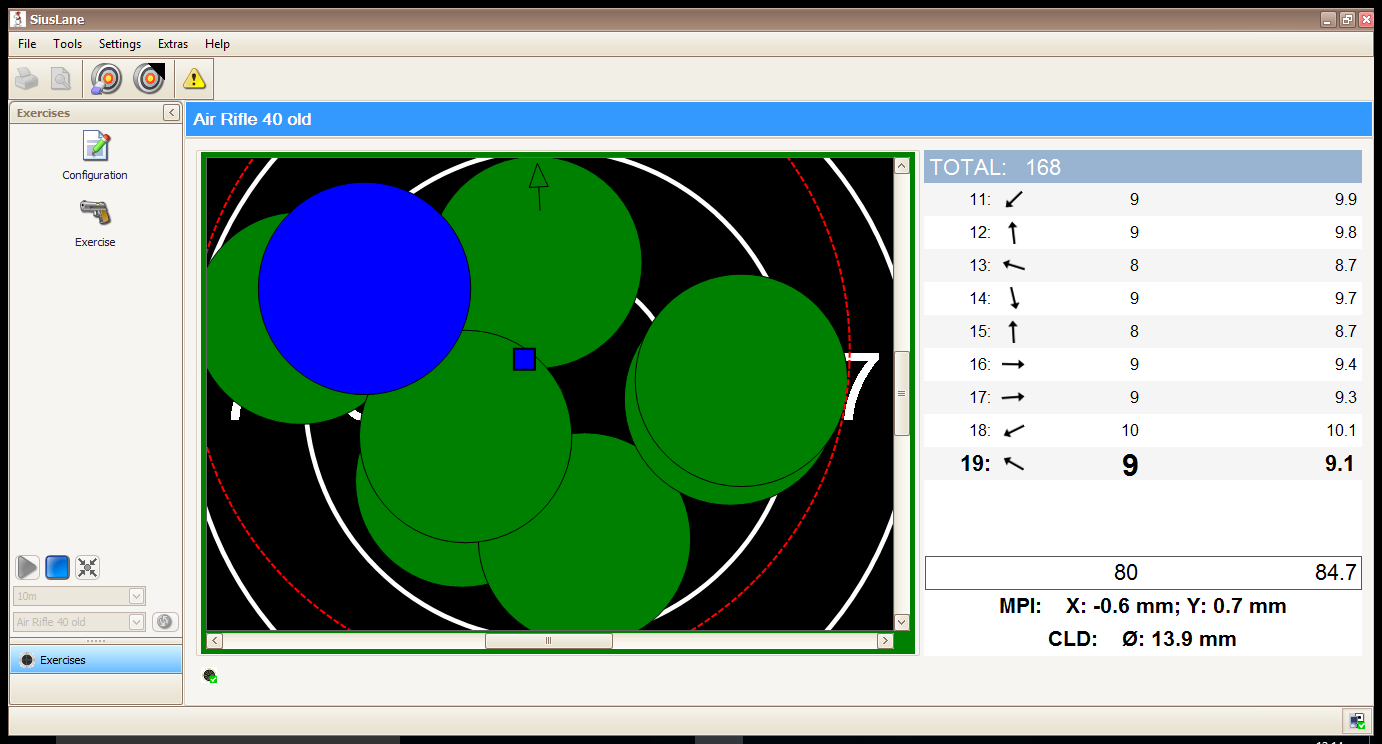 SiusLane
File Tools Settings Extras Help
Exercises
Configuration
Exercise
10m
Air Rifle 40 old
Exercises
Air Rifle 40 old
7
TOTAL: 168
11: 9 9.9
12: 9 9.8
13: 8 8.7
14: 9 9.7
15: 8 8.7
16: 9 9.4
17: 9 9.3
18: 10 10.1
19: 9 9.1
80 84.7
MPI: X: -0.6 mm; Y: 0.7 mm
CLD: Ø: 13.9 mm